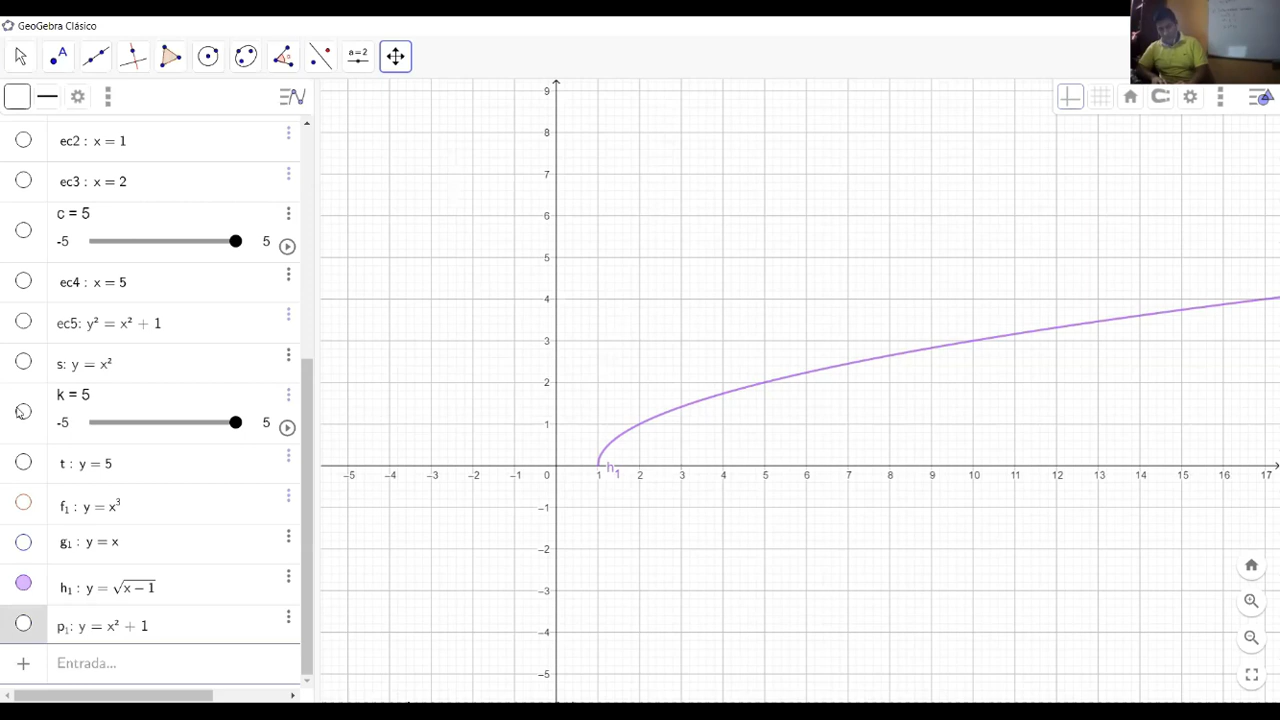 GeoGebra Clásico
A
a=2
ec2 : x = 1
ec3 : x = 2
c = 5
-5 5
ec4 : x = 5
ec5: y² = x² + 1
s: y = x²
k = 5
-5 5
t : y = 5
f₁ : y = x³
g₁ : y = x
h₁ : y = √(x − 1)
p₁: y = x² + 1
Entrada...
9
8
7
6
5
4
3
2
1
h₁
−5 −4 −3 −2 −1 0 1 2 3 4 5 6 7 8 9 10 11 12 13 14 15 16 17
−1
−2
−3
−4
−5